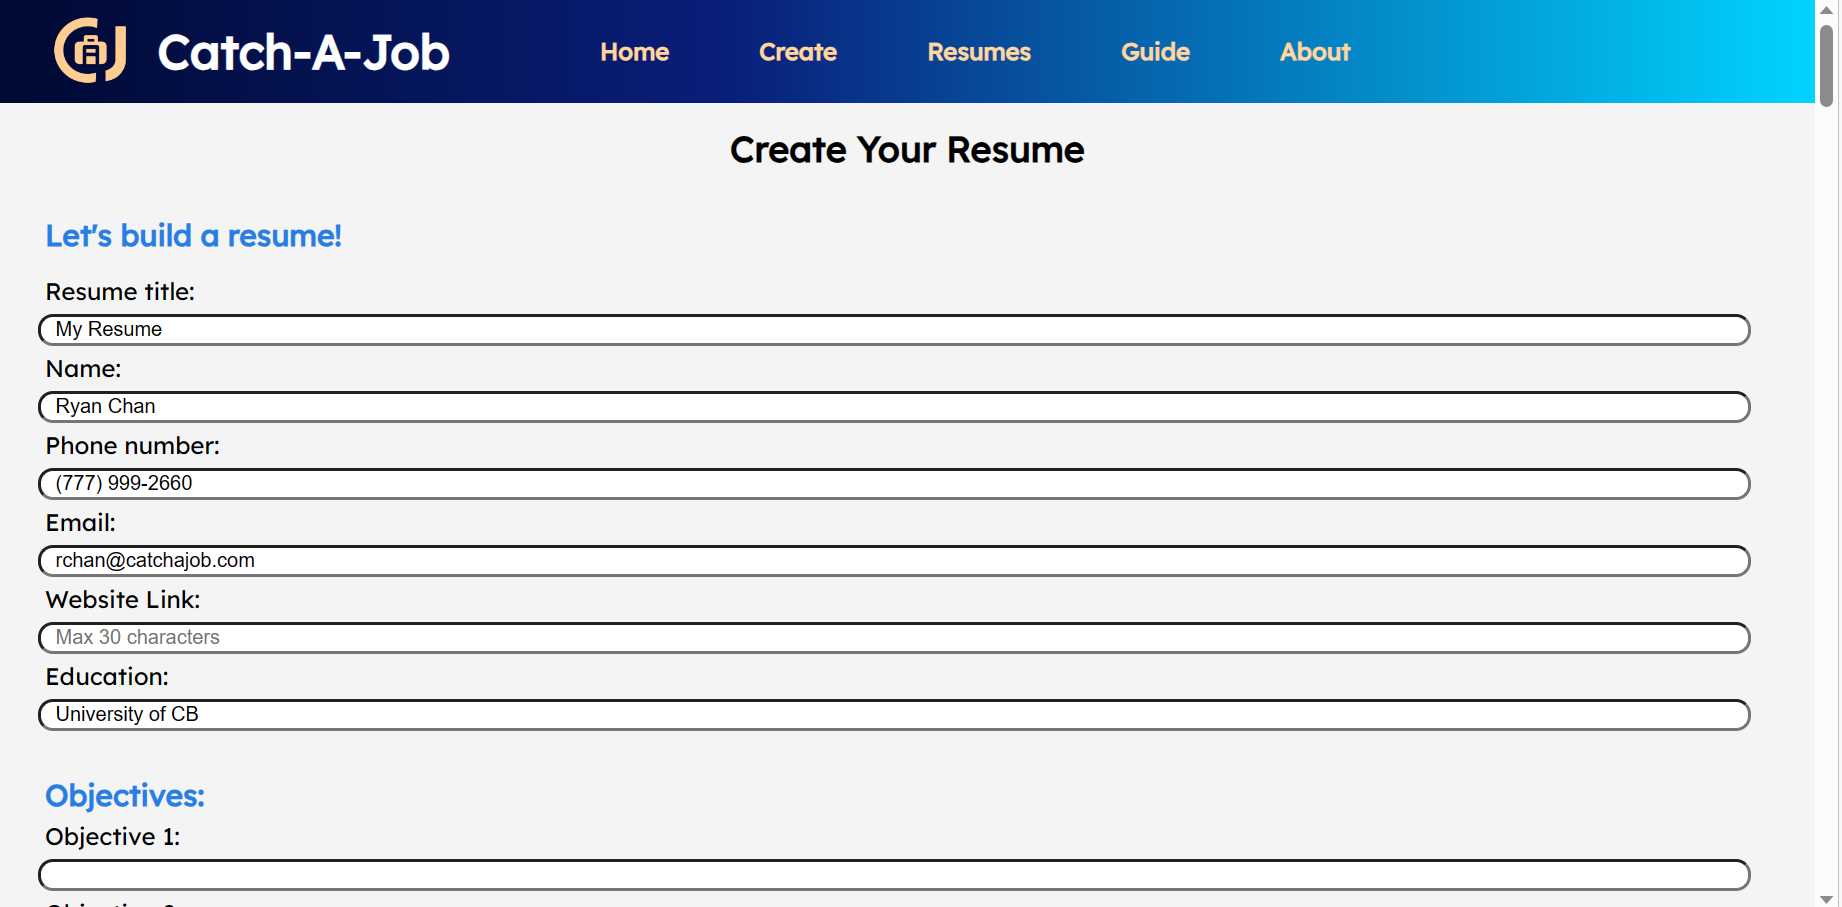 Catch-A-Job
Home
Create
Resumes
Guide
About
Create Your Resume
Let's build a resume!
Resume title:
My Resume
Name:
Ryan Chan
Phone number:
(777) 999-2660
Email:
rchan@catchajob.com
Website Link:
Max 30 characters
Education:
University of CB
Objectives:
Objective 1: